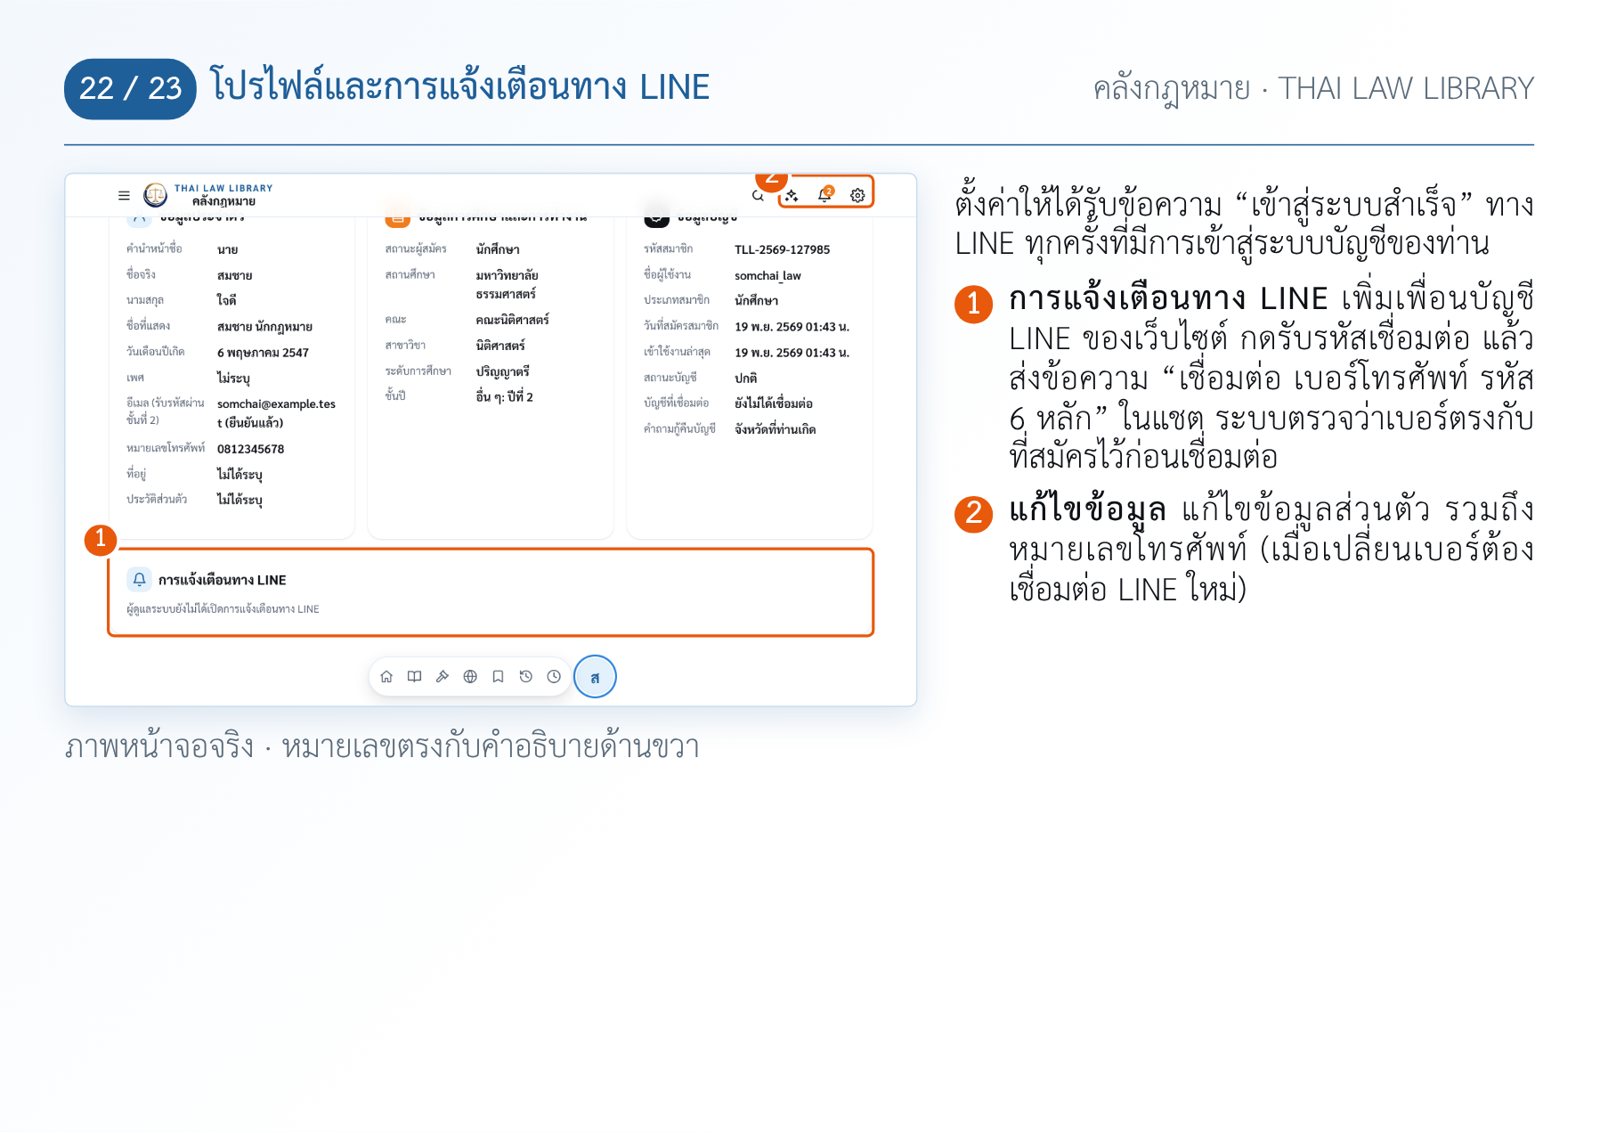 22 / 23 โปรไฟล์และการแจ้งเตือนทาง LINE
คลังกฎหมาย · THAI LAW LIBRARY
THAI LAW LIBRARY
คลังกฎหมาย
2
2
คำนำหน้าชื่อ นาย
ชื่อจริง สมชาย
นามสกุล ใจดี
ชื่อที่แสดง สมชาย นักกฎหมาย
วันเดือนปีเกิด 6 พฤษภาคม 2547
เพศ ไม่ระบุ
อีเมล (รับรหัสผ่าน somchai@example.tes
ชั้นที่ 2) t (ยืนยันแล้ว)
หมายเลขโทรศัพท์ 0812345678
ที่อยู่ ไม่ได้ระบุ
ประวัติส่วนตัว ไม่ได้ระบุ
สถานะผู้สมัคร นักศึกษา
สถานศึกษา มหาวิทยาลัย
ธรรมศาสตร์
คณะ คณะนิติศาสตร์
สาขาวิชา นิติศาสตร์
ระดับการศึกษา ปริญญาตรี
ชั้นปี อื่น ๆ: ปีที่ 2
รหัสสมาชิก TLL-2569-127985
ชื่อผู้ใช้งาน somchai_law
ประเภทสมาชิก นักศึกษา
วันที่สมัครสมาชิก 19 พ.ย. 2569 01:43 น.
เข้าใช้งานล่าสุด 19 พ.ย. 2569 01:43 น.
สถานะบัญชี ปกติ
บัญชีที่เชื่อมต่อ ยังไม่ได้เชื่อมต่อ
คำถามกู้คืนบัญชี จังหวัดที่ท่านเกิด
1
การแจ้งเตือนทาง LINE
ผู้ดูแลระบบยังไม่ได้เปิดการแจ้งเตือนทาง LINE
ส
ภาพหน้าจอจริง · หมายเลขตรงกับคำอธิบายด้านขวา
ตั้งค่าให้ได้รับข้อความ “เข้าสู่ระบบสำเร็จ” ทาง
LINE ทุกครั้งที่มีการเข้าสู่ระบบบัญชีของท่าน
1 การแจ้งเตือนทาง LINE เพิ่มเพื่อนบัญชี
LINE ของเว็บไซต์ กดรับรหัสเชื่อมต่อ แล้ว
ส่งข้อความ “เชื่อมต่อ เบอร์โทรศัพท์ รหัส
6 หลัก” ในแชต ระบบตรวจว่าเบอร์ตรงกับ
ที่สมัครไว้ก่อนเชื่อมต่อ
2 แก้ไขข้อมูล แก้ไขข้อมูลส่วนตัว รวมถึง
หมายเลขโทรศัพท์ (เมื่อเปลี่ยนเบอร์ต้อง
เชื่อมต่อ LINE ใหม่)